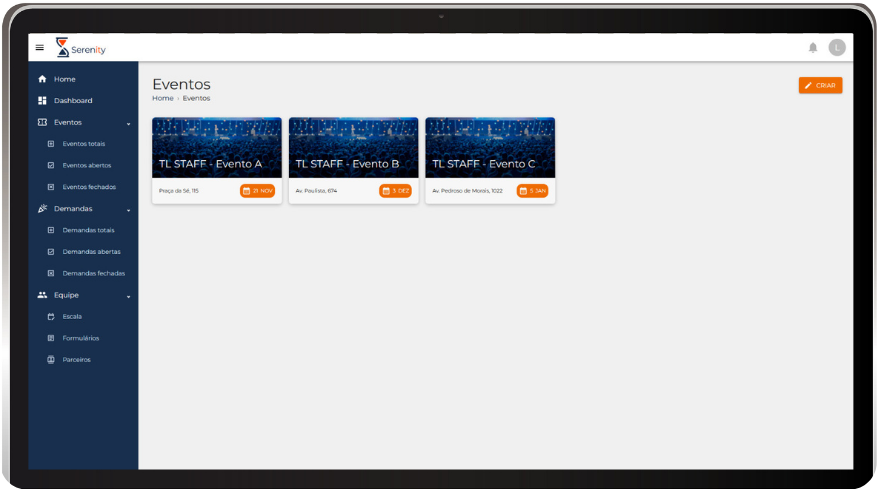 Serenity
L
Home
Dashboard
Eventos
Eventos totais
Eventos abertos
Eventos fechados
Demandas
Demandas totais
Demandas abertas
Demandas fechadas
Equipe
Escala
Formulários
Parceiros
Eventos
Home › Eventos
CRIAR
TL STAFF - Evento A
Praça da Sé, 115
21 NOV
TL STAFF - Evento B
Av. Paulista, 674
3 DEZ
TL STAFF - Evento C
Av. Pedroso de Morais, 1022
5 JAN